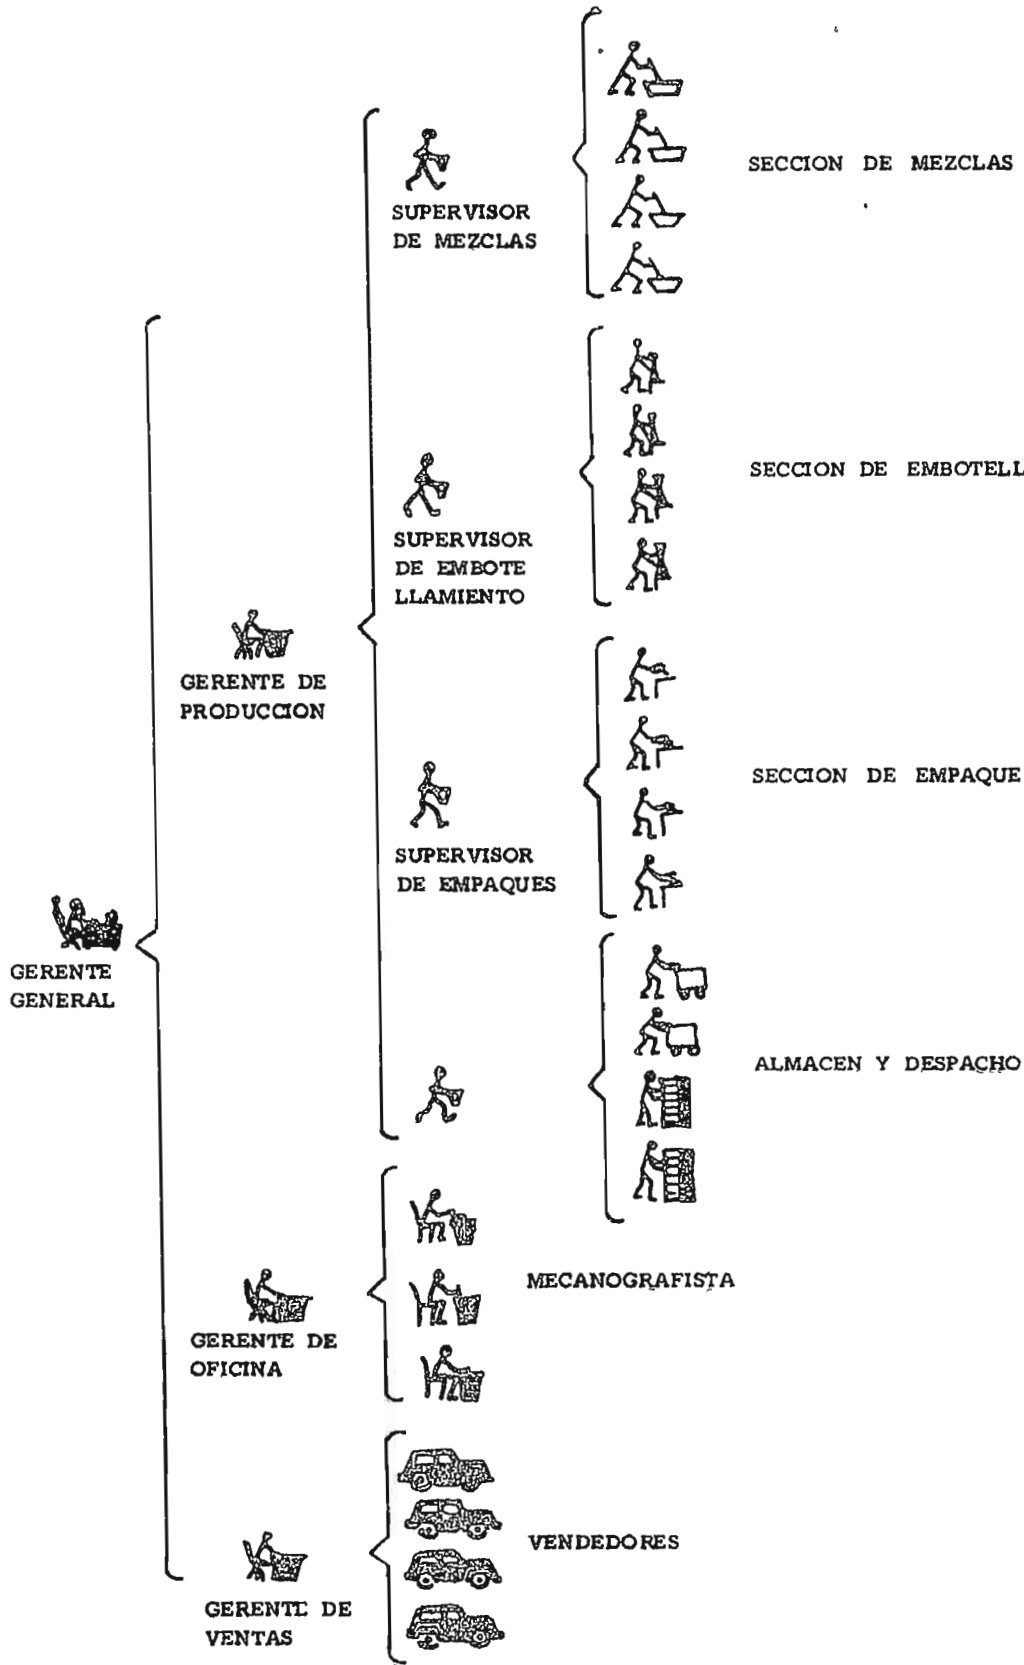 SECCION DE MEZCLAS
SUPERVISOR
DE MEZCLAS
SECCION DE EMBOTELL
SUPERVISOR
DE EMBOTE
LLAMIENTO
GERENTE DE
PRODUCCION
SECCION DE EMPAQUE
SUPERVISOR
DE EMPAQUES
GERENTE
GENERAL
ALMACEN Y DESPACHO
MECANOGRAFISTA
GERENTE DE
OFICINA
VENDEDORES
GERENTE DE
VENTAS